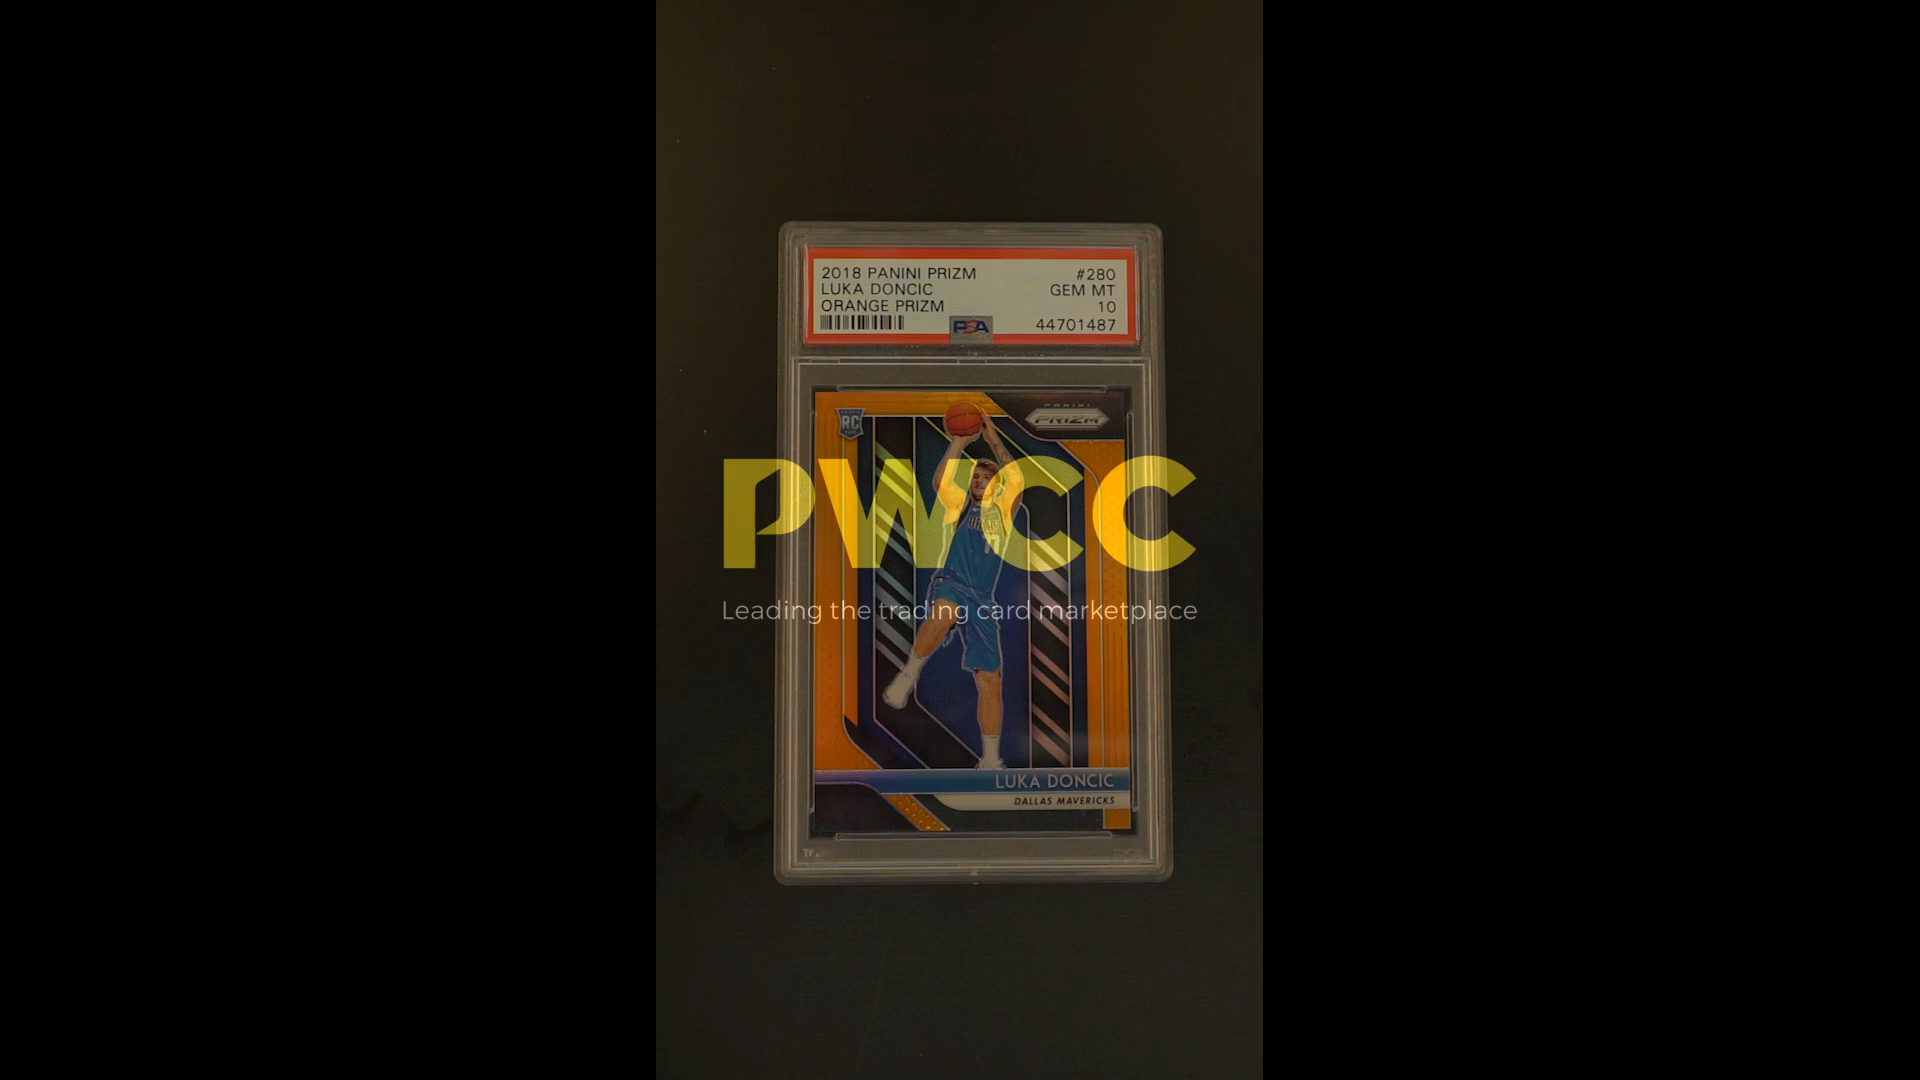 2018 PANINI PRIZM #280
LUKA DONCIC GEM MT
ORANGE PRIZM 10
PSA 44701487
RC
PANINI
PRIZM
PWCC
Leading the trading card marketplace
LUKA DONCIC
DALLAS MAVERICKS